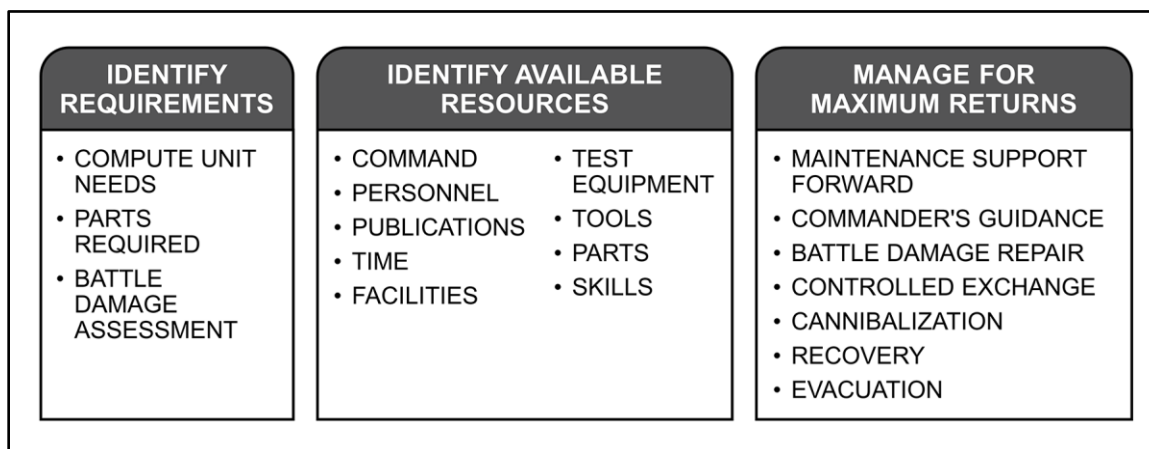 IDENTIFY
REQUIREMENTS
• COMPUTE UNIT
NEEDS
• PARTS
REQUIRED
• BATTLE
DAMAGE
ASSESSMENT
IDENTIFY AVAILABLE
RESOURCES
• COMMAND
• PERSONNEL
• PUBLICATIONS
• TIME
• FACILITIES
• TEST
EQUIPMENT
• TOOLS
• PARTS
• SKILLS
MANAGE FOR
MAXIMUM RETURNS
• MAINTENANCE SUPPORT
FORWARD
• COMMANDER'S GUIDANCE
• BATTLE DAMAGE REPAIR
• CONTROLLED EXCHANGE
• CANNIBALIZATION
• RECOVERY
• EVACUATION